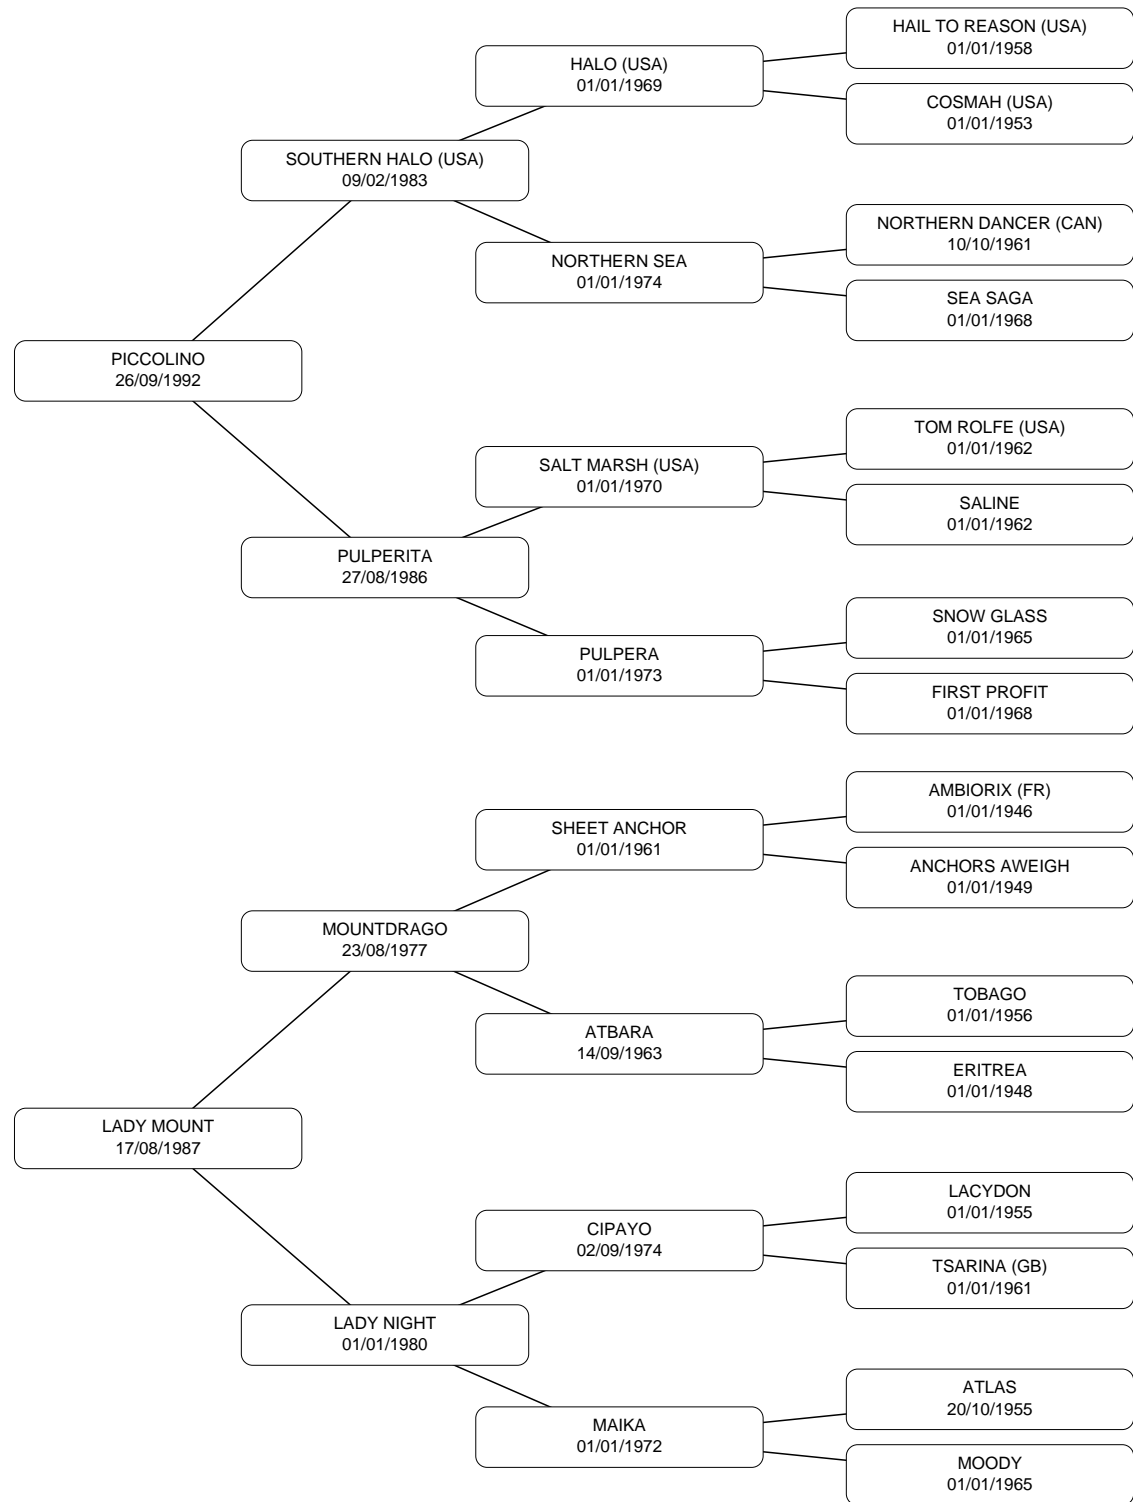 HAIL TO REASON (USA)
01/01/1958
HALO (USA)
01/01/1969
COSMAH (USA)
01/01/1953
SOUTHERN HALO (USA)
09/02/1983
NORTHERN DANCER (CAN)
10/10/1961
NORTHERN SEA
01/01/1974
SEA SAGA
01/01/1968
PICCOLINO
26/09/1992
TOM ROLFE (USA)
01/01/1962
SALT MARSH (USA)
01/01/1970
SALINE
01/01/1962
PULPERITA
27/08/1986
SNOW GLASS
01/01/1965
PULPERA
01/01/1973
FIRST PROFIT
01/01/1968
AMBIORIX (FR)
01/01/1946
SHEET ANCHOR
01/01/1961
ANCHORS AWEIGH
01/01/1949
MOUNTDRAGO
23/08/1977
TOBAGO
01/01/1956
ATBARA
14/09/1963
ERITREA
01/01/1948
LADY MOUNT
17/08/1987
LACYDON
01/01/1955
CIPAYO
02/09/1974
TSARINA (GB)
01/01/1961
LADY NIGHT
01/01/1980
ATLAS
20/10/1955
MAIKA
01/01/1972
MOODY
01/01/1965